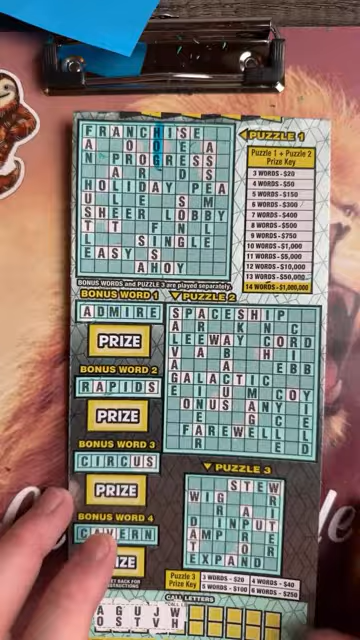 FRANCHISE
PUZZLE 1
Puzzle 1 + Puzzle 2
Prize Key
3 WORDS - $20
4 WORDS - $50
5 WORDS - $150
6 WORDS - $300
7 WORDS - $400
8 WORDS - $500
9 WORDS - $750
10 WORDS - $1,000
11 WORDS - $5,000
12 WORDS - $10,000
13 WORDS - $50,000
14 WORDS - $1,000,000
PROGRESS
HOLIDAY PEA
SHEER LOBBY
SINGLE
EASY
AHOY
BONUS WORDS and PUZZLE 3 are played separately.
BONUS WORD 1
PUZZLE 2
ADMIRE
SPACESHIP
PRIZE
LEEWAY CORD
EBB
BONUS WORD 2
GALACTIC
RAPIDS
COY
ONUS ANY
PRIZE
FAREWELL
BONUS WORD 3
CIRCUS
PUZZLE 3
STEW
PRIZE
WIG
INPUT
BONUS WORD 4
CAVERN
EXPAND
Puzzle 3
Prize Key
3 WORDS - $20
4 WORDS - $40
5 WORDS - $100
6 WORDS - $250
CALL LETTERS
A G U J W
O S T V H